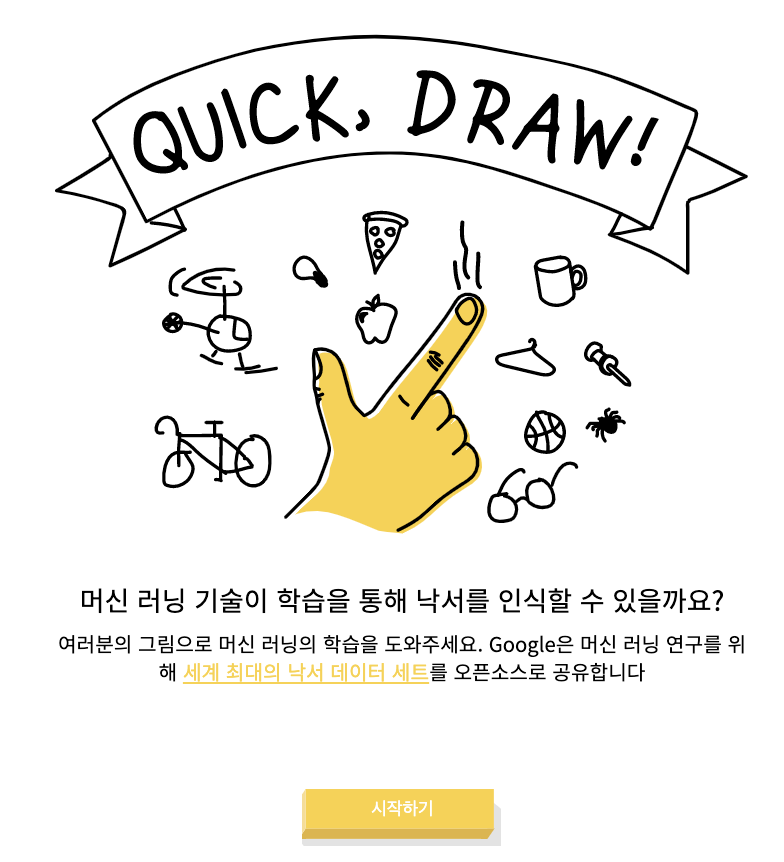 QUICK, DRAW!
머신 러닝 기술이 학습을 통해 낙서를 인식할 수 있을까요?
여러분의 그림으로 머신 러닝의 학습을 도와주세요. Google은 머신 러닝 연구를 위
해 세계 최대의 낙서 데이터 세트를 오픈소스로 공유합니다
시작하기